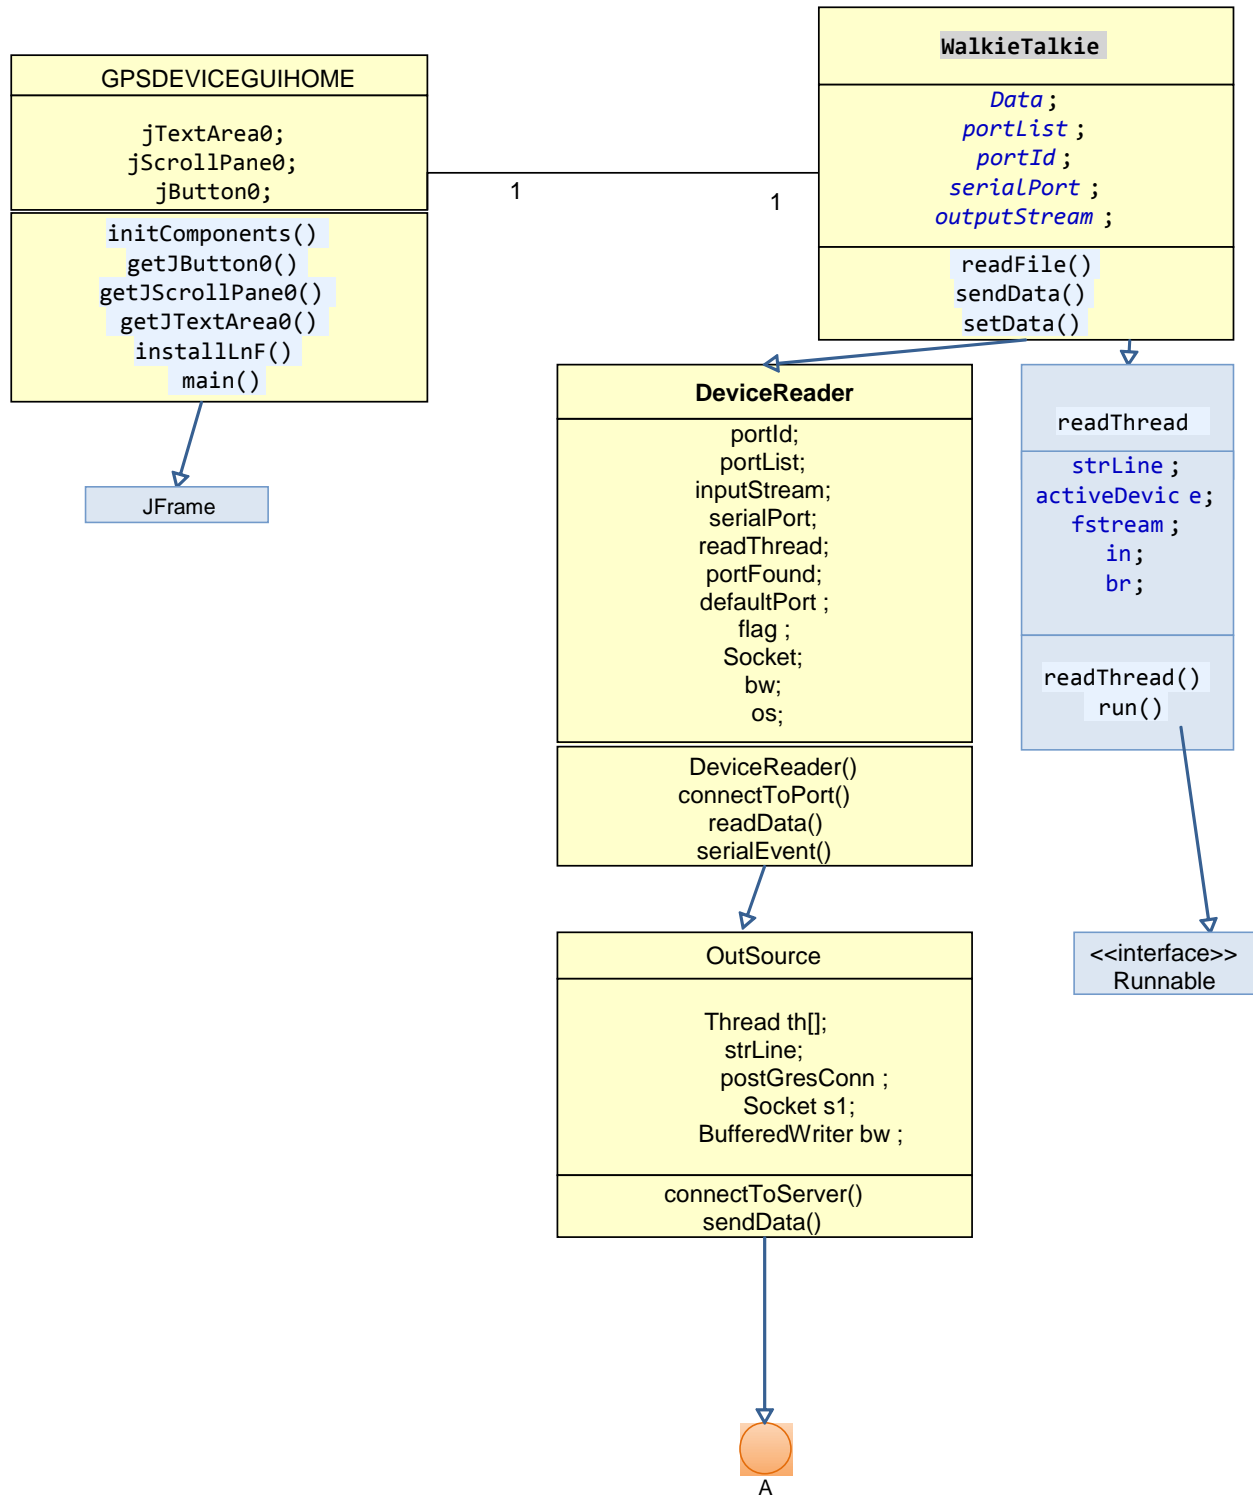 GPSDEVICEGUIHOME
jTextArea0;
jScrollPane0;
jButton0;
initComponents()
getJButton0()
getJScrollPane0()
getJTextArea0()
installLnF()
main()
JFrame
1
1
WalkieTalkie
Data;
portList;
portId;
serialPort;
outputStream;
readFile()
sendData()
setData()
DeviceReader
portId;
portList;
inputStream;
serialPort;
readThread;
portFound;
defaultPort ;
flag ;
Socket;
bw;
os;
DeviceReader()
connectToPort()
readData()
serialEvent()
readThread
strLine;
activeDevic e;
fstream;
in;
br;
readThread()
run()
<<interface>>
Runnable
OutSource
Thread th[];
strLine;
postGresConn ;
Socket s1;
BufferedWriter bw ;
connectToServer()
sendData()
A